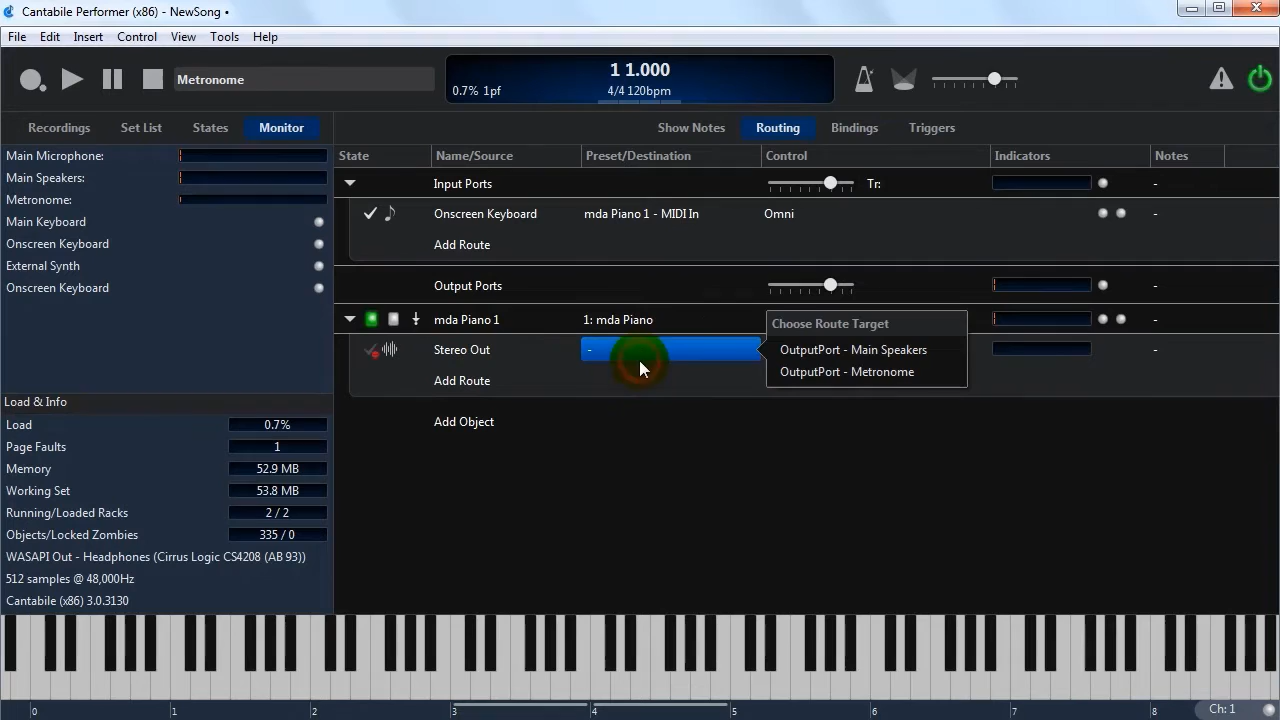 Cantabile Performer (x86) - NewSong •
File Edit Insert Control View Tools Help
Metronome
1 1.000
0.7% 1pf
4/4 120bpm
Recordings Set List States Monitor
Show Notes Routing Bindings Triggers
Main Microphone:
Main Speakers:
Metronome:
Main Keyboard
Onscreen Keyboard
External Synth
Onscreen Keyboard
Load & Info
Load 0.7%
Page Faults 1
Memory 52.9 MB
Working Set 53.8 MB
Running/Loaded Racks 2 / 2
Objects/Locked Zombies 335 / 0
WASAPI Out - Headphones (Cirrus Logic CS4208 (AB 93))
512 samples @ 48,000Hz
Cantabile (x86) 3.0.3130
State Name/Source Preset/Destination Control Indicators Notes
Input Ports Tr: -
Onscreen Keyboard mda Piano 1 - MIDI In Omni -
Add Route
Output Ports -
mda Piano 1 1: mda Piano -
Stereo Out - -
Add Route
Add Object
Choose Route Target
OutputPort - Main Speakers
OutputPort - Metronome
0 1 2 3 4 5 6 7 8
Ch: 1